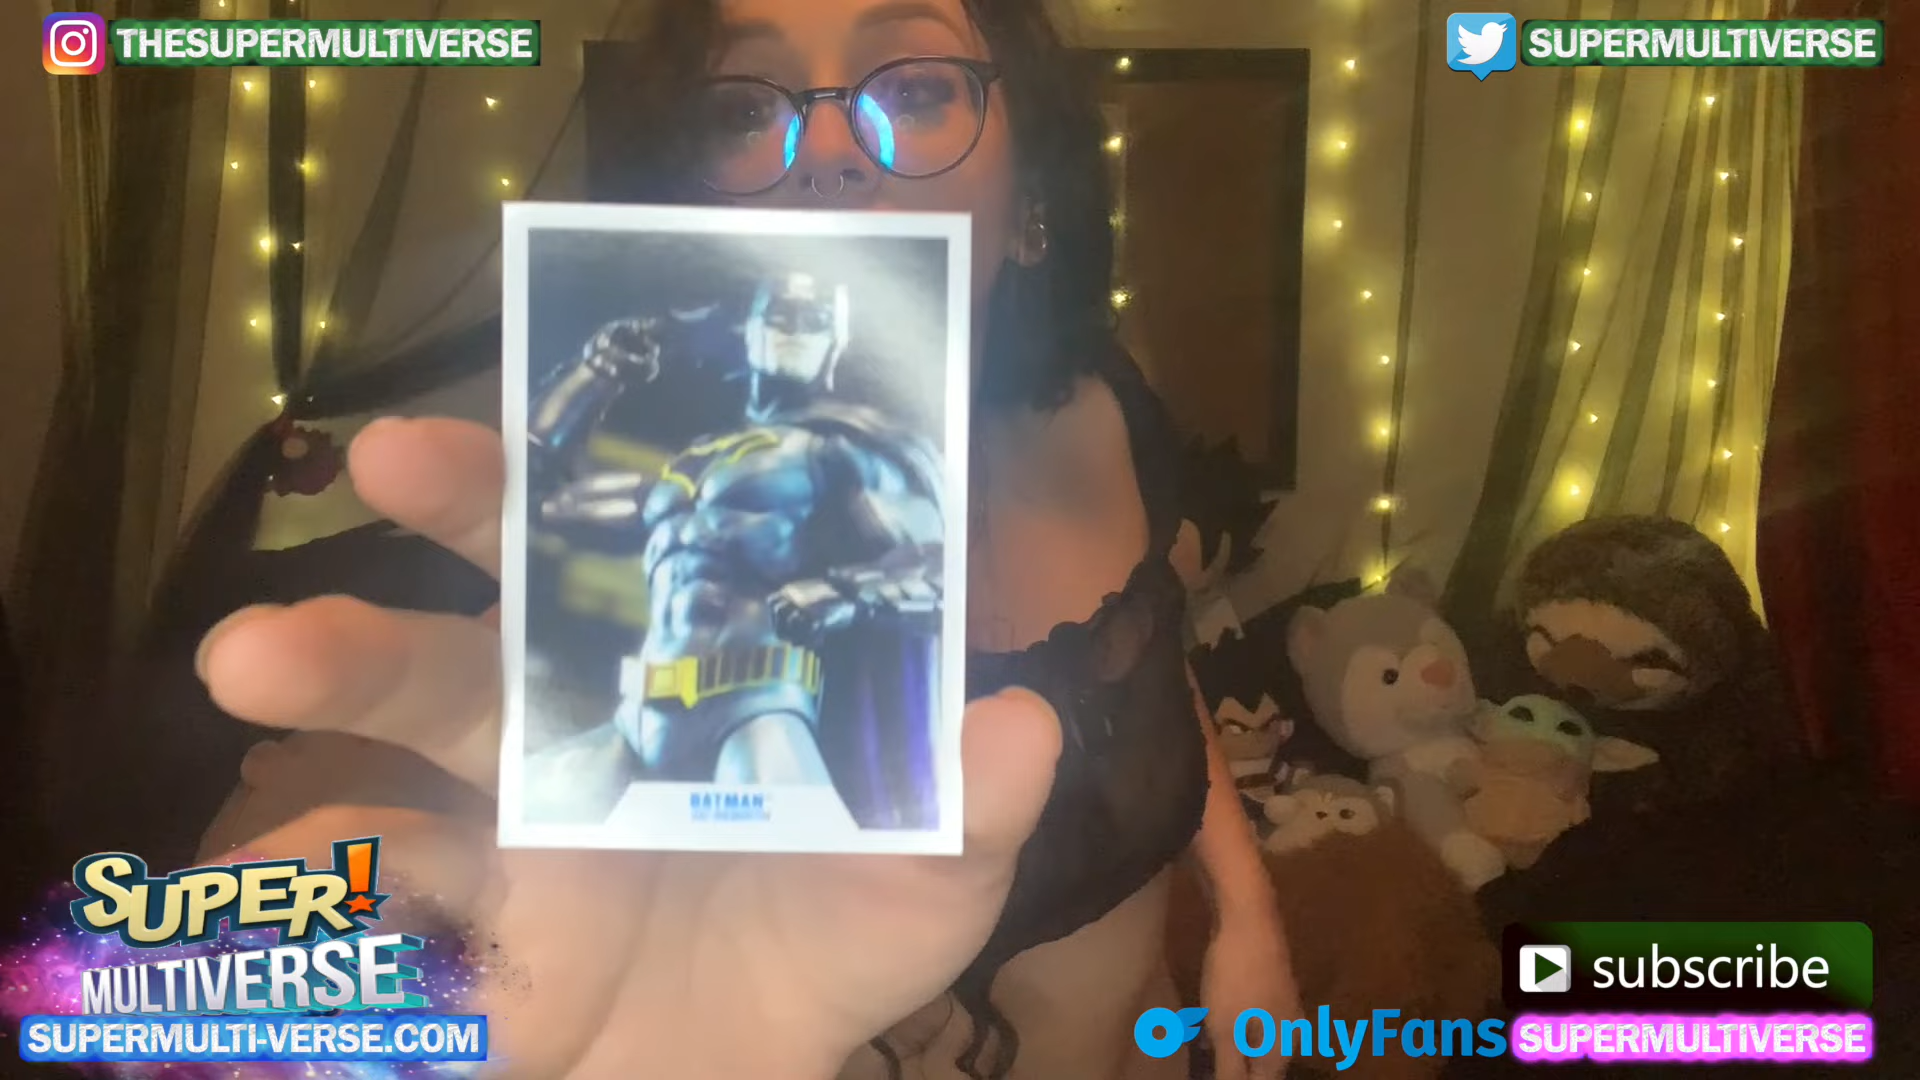 THESUPERMULTIVERSE
SUPERMULTIVERSE
BATMAN
SUPER!
MULTIVERSE
SUPERMULTI-VERSE.COM
subscribe
OnlyFans SUPERMULTIVERSE